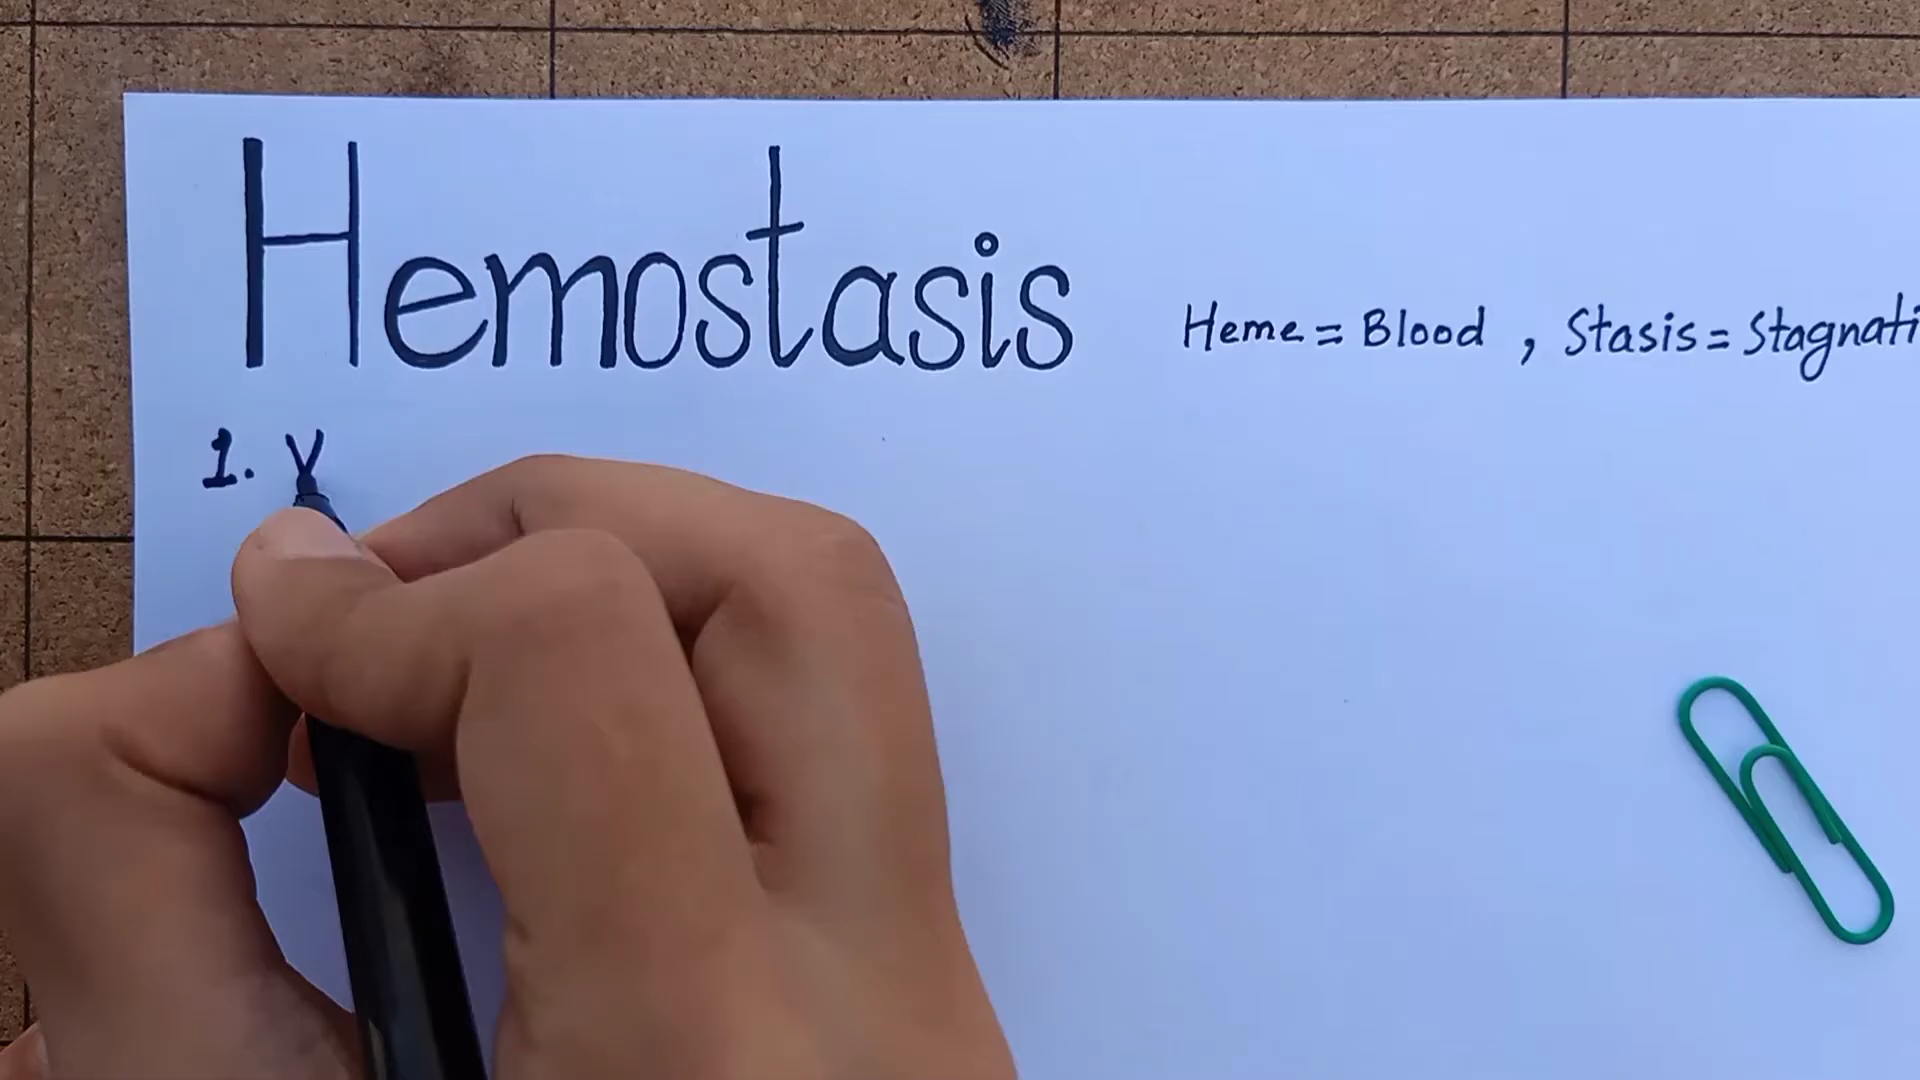 Hemostasis
Heme = Blood , Stasis = Stagnati
1. V